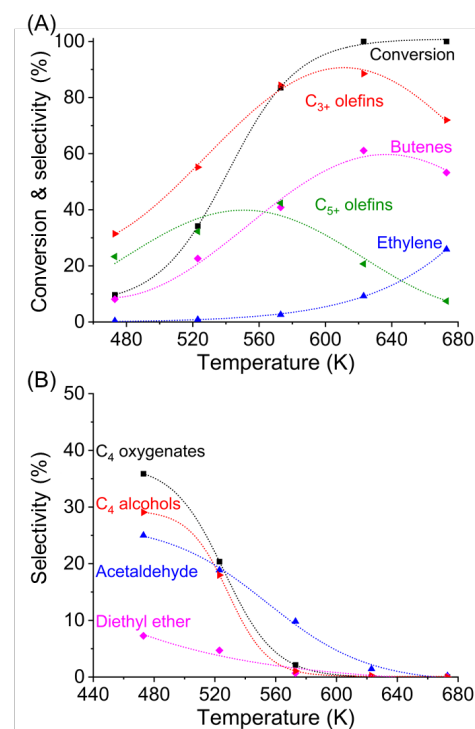 (A)
100
80
60
40
20
0
Conversion & selectivity (%)
Conversion
C₃₊ olefins
Butenes
C₅₊ olefins
Ethylene
480 520 560 600 640 680
Temperature (K)
(B)
50
40
30
20
10
0
Selectivity (%)
C₄ oxygenates
C₄ alcohols
Acetaldehyde
Diethyl ether
440 480 520 560 600 640 680
Temperature (K)